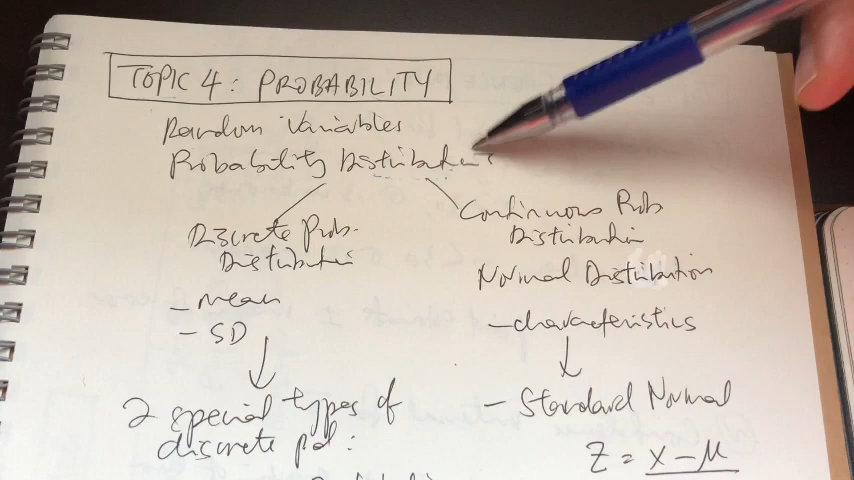 TOPIC 4: PROBABILITY
Random Variables
Probability Distributions
Discrete Prob.
Distribution
- mean
- SD
2 special types of
discrete pd:
Continuous Prob
Distribution
Normal Distribution
- characteristics
- Standard Normal
Z = x - μ